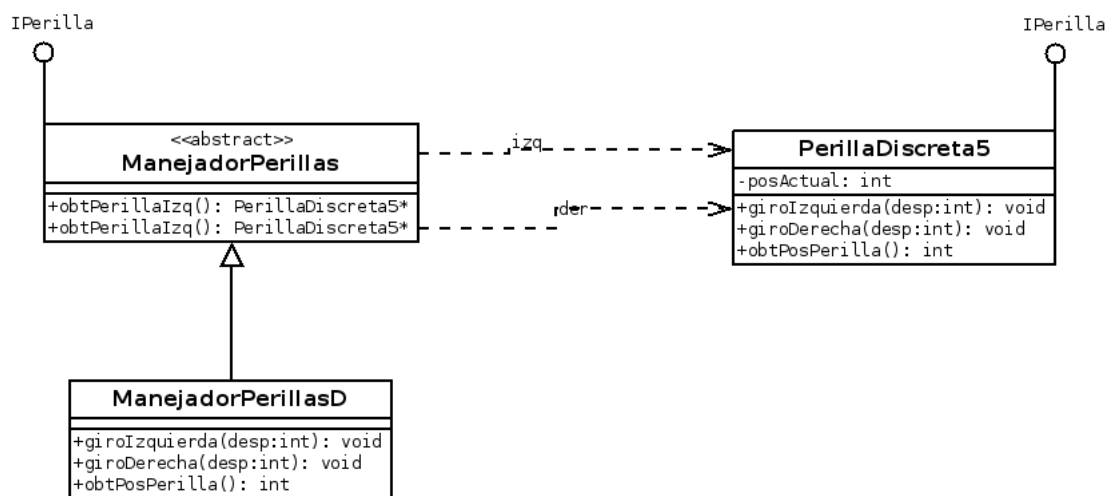 IPerilla
IPerilla
<<abstract>>
ManejadorPerillas
+obtPerillaIzq(): PerillaDiscreta5*
+obtPerillaIzq(): PerillaDiscreta5*
izq
der
PerillaDiscreta5
-posActual: int
+giroIzquierda(desp:int): void
+giroDerecha(desp:int): void
+obtPosPerilla(): int
ManejadorPerillasD
+giroIzquierda(desp:int): void
+giroDerecha(desp:int): void
+obtPosPerilla(): int